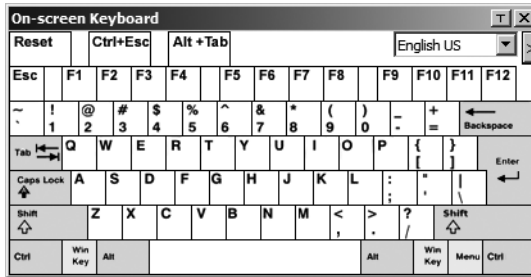 On-screen Keyboard T X
Reset Ctrl+Esc Alt +Tab English US >
Esc F1 F2 F3 F4 F5 F6 F7 F8 F9 F10 F11 F12
~ ! @ # $ % ^ & * ( ) _ +
` 1 2 3 4 5 6 7 8 9 0 - = Backspace
Tab Q W E R T Y U I O P { }
[ ] Enter
Caps Lock A S D F G H J K L : " |
; ' \
Shift Z X C V B N M < > ? Shift
, . /
Ctrl Win Key Alt Alt Win Key Menu Ctrl